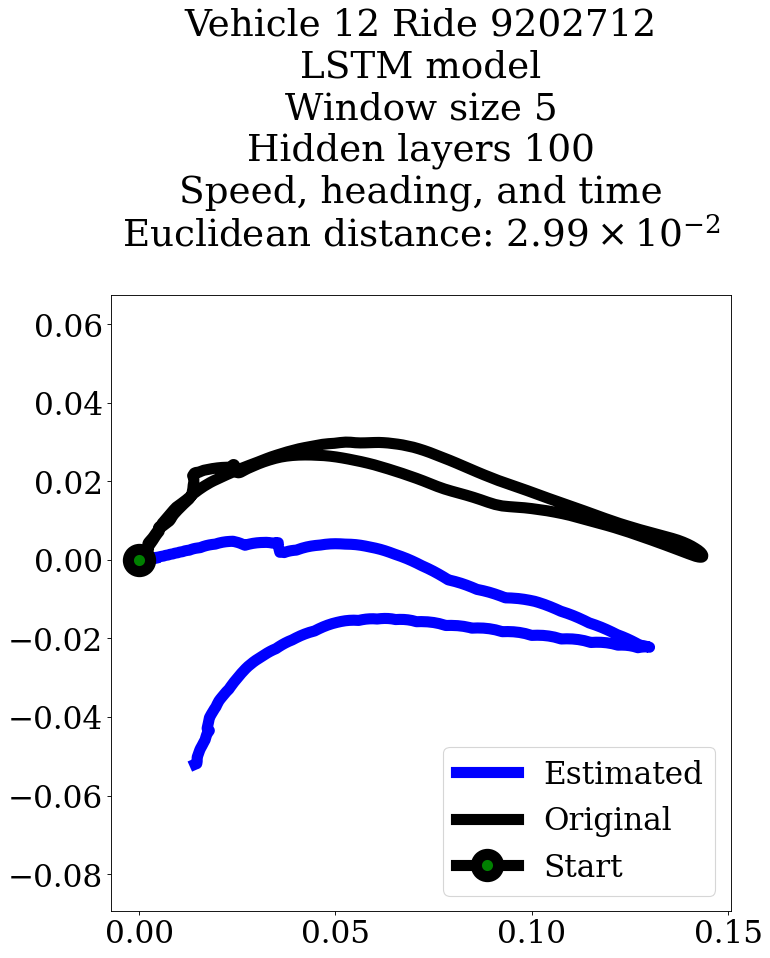 Vehicle 12 Ride 9202712
LSTM model
Window size 5
Hidden layers 100
Speed, heading, and time
Euclidean distance: 2.99 × 10⁻²
0.06
0.04
0.02
0.00
−0.02
−0.04
−0.06
−0.08
Estimated
Original
Start
0.00 0.05 0.10 0.15